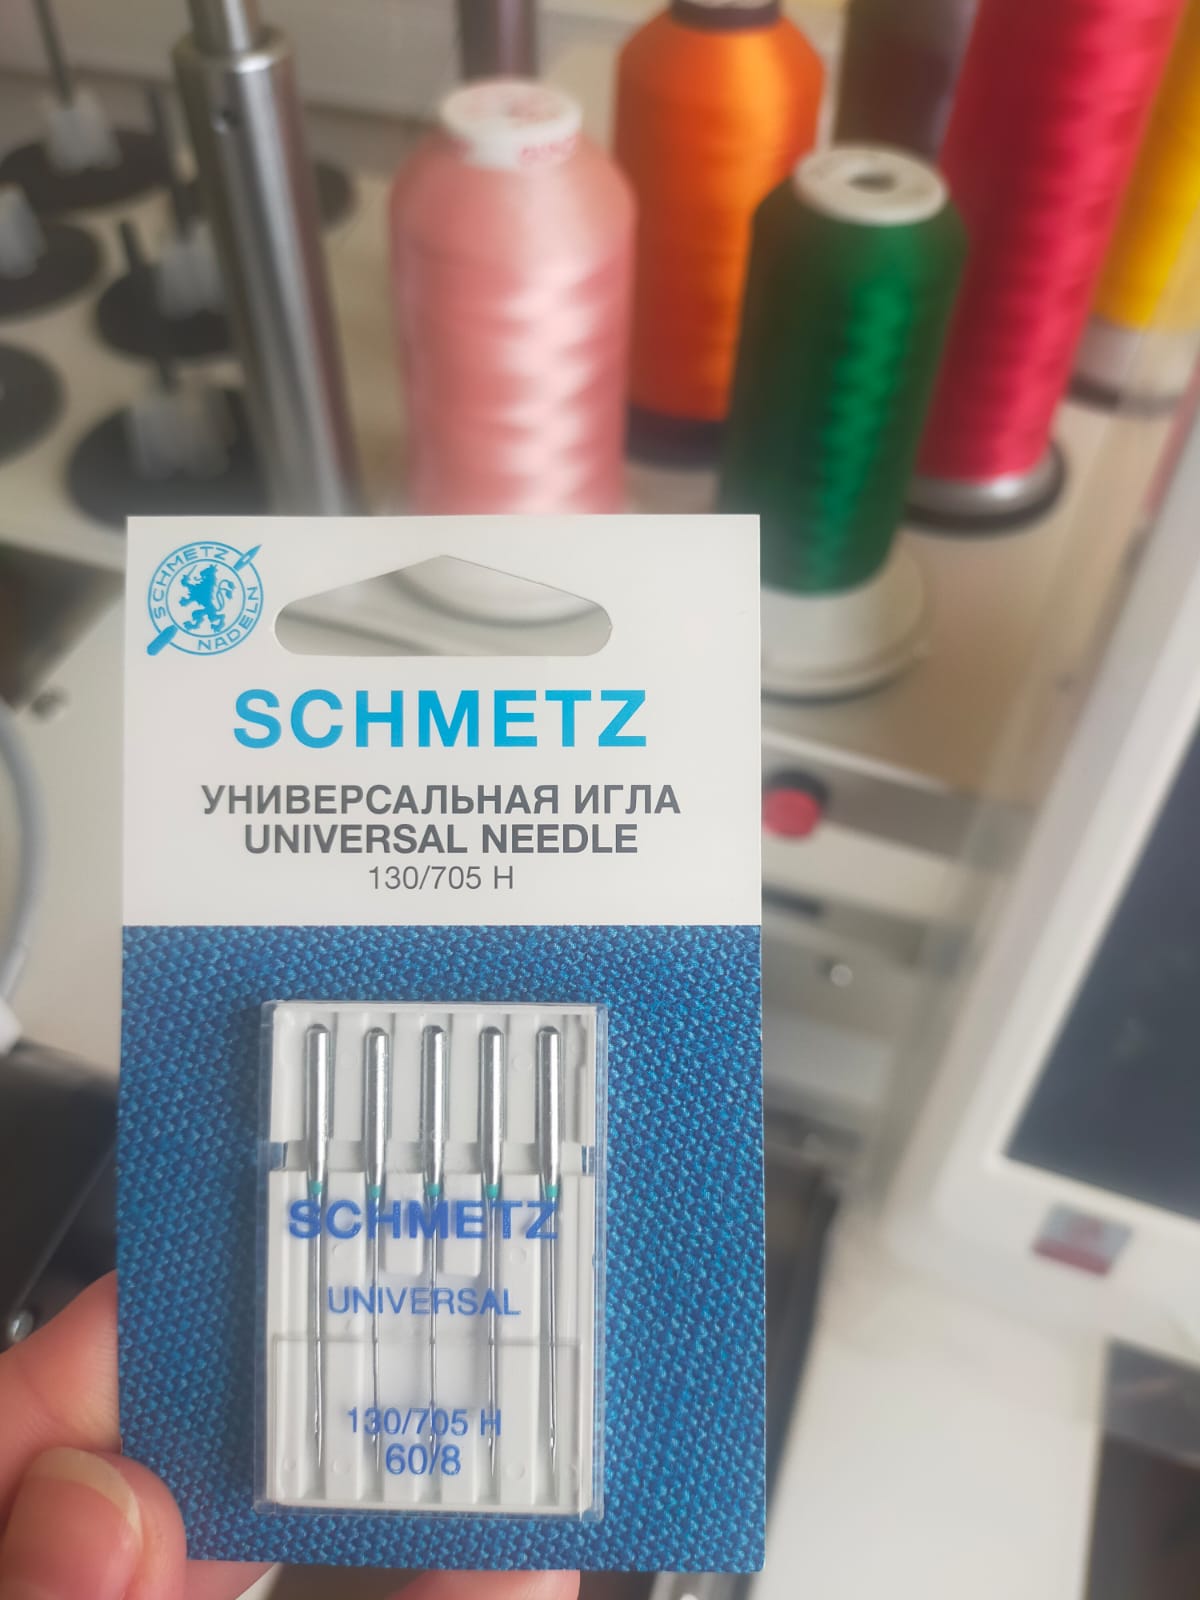 SCHMETZ
NADELN
SCHMETZ
УНИВЕРСАЛЬНАЯ ИГЛА
UNIVERSAL NEEDLE
130/705 H
SCHMETZ
UNIVERSAL
130/705 H
60/8